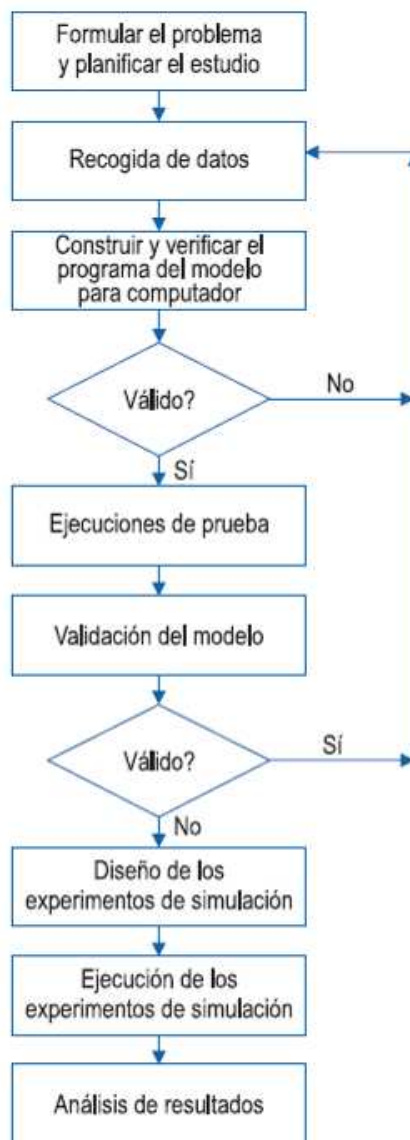 Formular el problema
y planificar el estudio
Recogida de datos
Construir y verificar el
programa del modelo
para computador
Válido?
No
Sí
Ejecuciones de prueba
Validación del modelo
Válido?
Sí
No
Diseño de los
experimentos de simulación
Ejecución de los
experimentos de simulación
Análisis de resultados